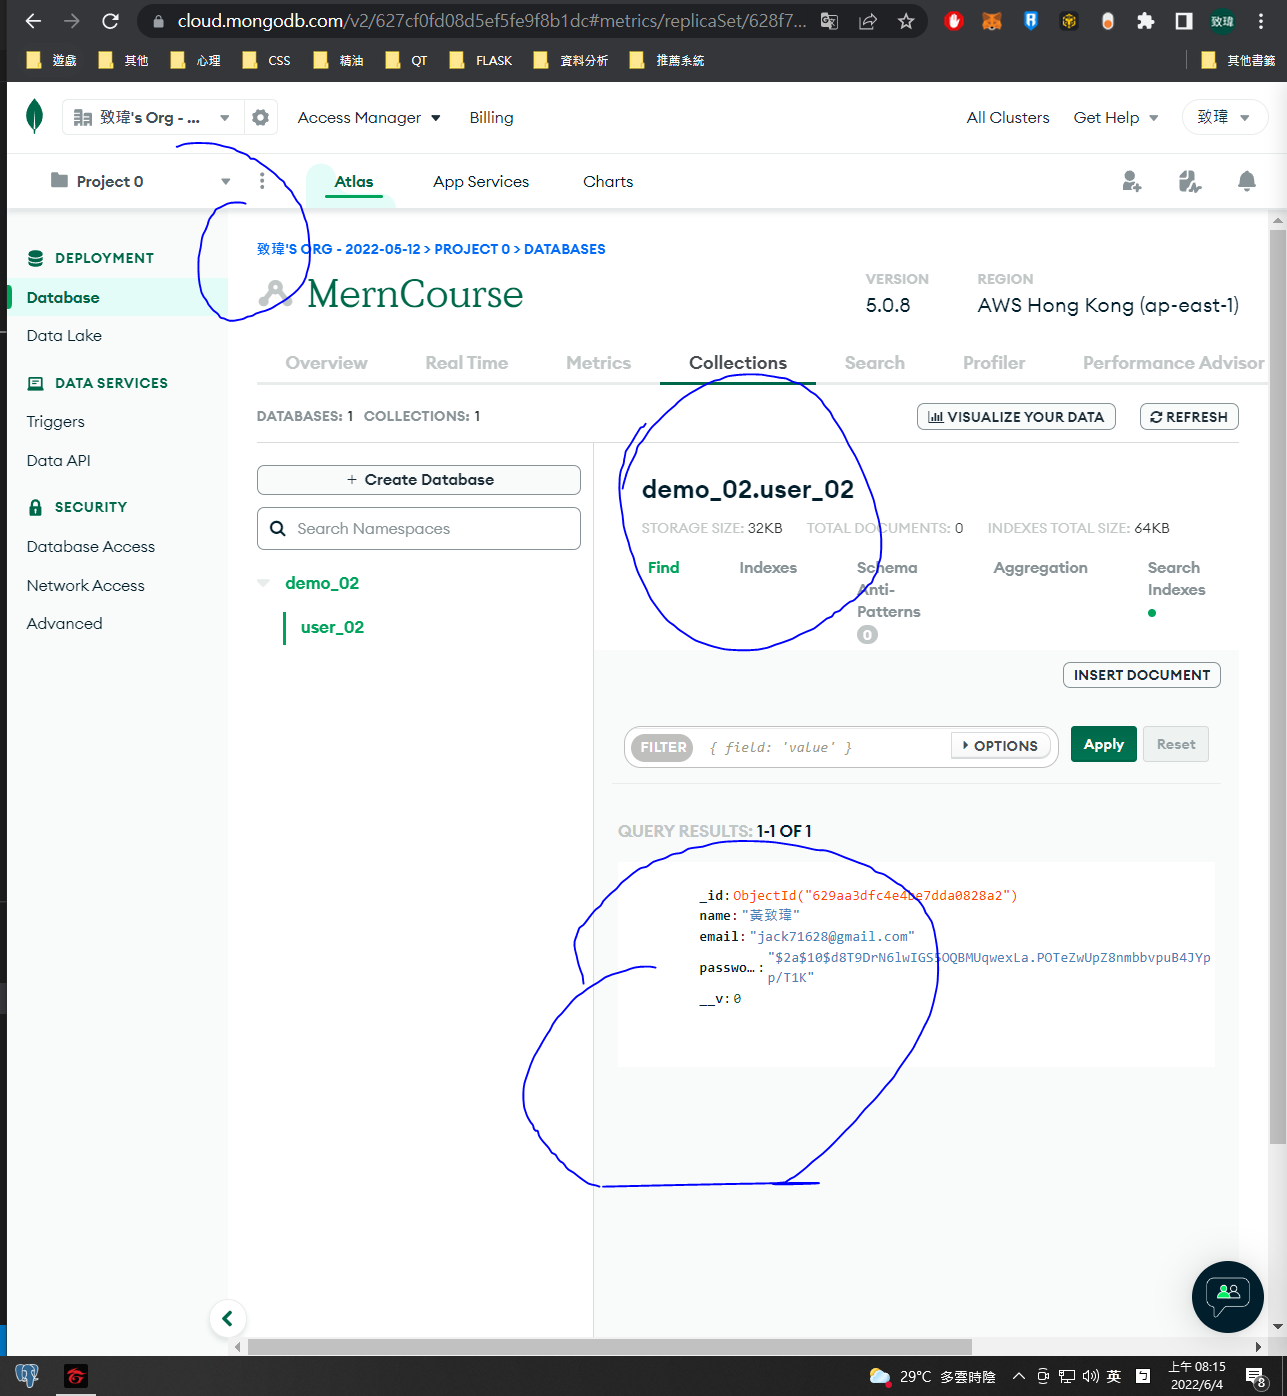 cloud.mongodb.com/v2/627cf0fd08d5ef5fe9f8b1dc#metrics/replicaSet/628f7...
致瑋
遊戲 其他 心理 CSS 精油 QT FLASK 資料分析 推薦系統 其他書籤
致瑋's Org - ... Access Manager Billing All Clusters Get Help 致瑋
Project 0 Atlas App Services Charts
致瑋'S ORG - 2022-05-12 > PROJECT 0 > DATABASES
MernCourse
VERSION REGION
5.0.8 AWS Hong Kong (ap-east-1)
DEPLOYMENT
Database
Data Lake
DATA SERVICES
Triggers
Data API
SECURITY
Database Access
Network Access
Advanced
Overview Real Time Metrics Collections Search Profiler Performance Advisor
DATABASES: 1 COLLECTIONS: 1 VISUALIZE YOUR DATA REFRESH
+ Create Database
Search Namespaces
demo_02
user_02
demo_02.user_02
STORAGE SIZE: 32KB TOTAL DOCUMENTS: 0 INDEXES TOTAL SIZE: 64KB
Find Indexes Schema Anti-Patterns 0 Aggregation Search Indexes
INSERT DOCUMENT
FILTER { field: 'value' } OPTIONS Apply Reset
QUERY RESULTS: 1-1 OF 1
_id: ObjectId("629aa3dfc4e4be7dda0828a2")
name: "黃致瑋"
email: "jack71628@gmail.com"
passwo...: "$2a$10$d8T9DrN6lwIGS5OQBMUqwexLa.POTeZwUpZ8nmbbvpuB4JYp
p/T1K"
__v: 0
29°C 多雲時陰 英 上午 08:15
2022/6/4 8